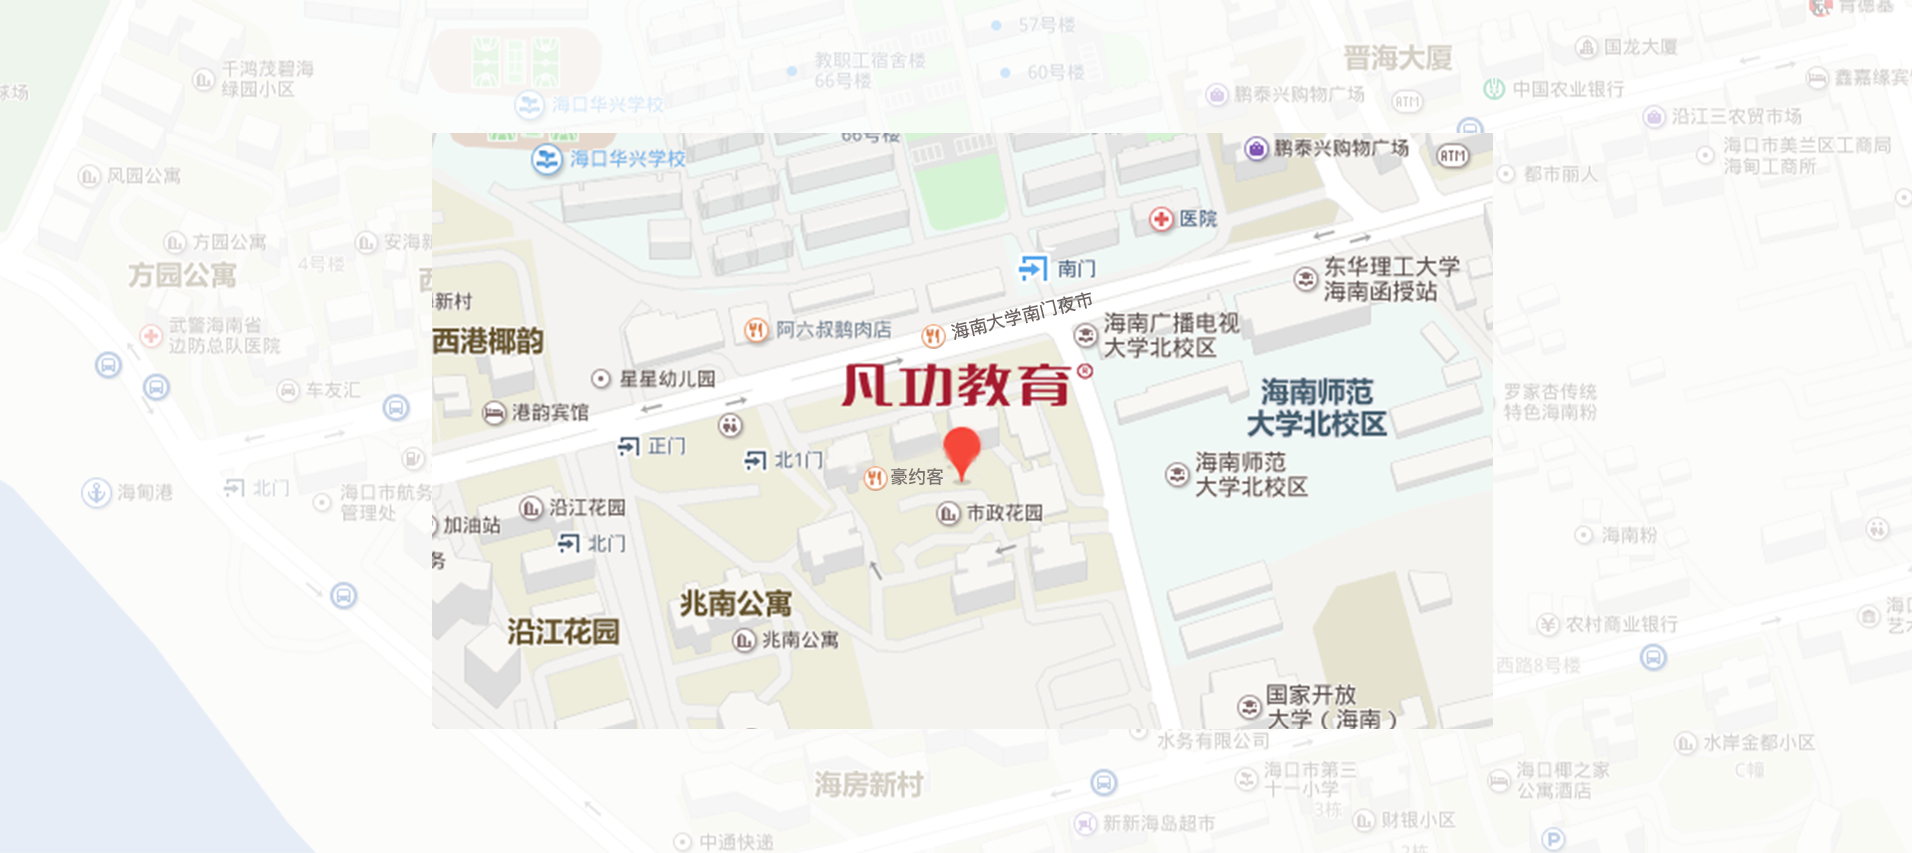 57号楼
肯德基
教职工宿舍楼
66号楼
60号楼
晋海大厦
国龙大厦
千鸿茂碧海
绿园小区
球场
海口华兴学校
鹏泰兴购物广场
ATM
中国农业银行
鑫嘉缘宾
沿江三农贸市场
66号楼
海口华兴学校
鹏泰兴购物广场
ATM
海口市美兰区工商局
海甸工商所
都市丽人
风园公寓
医院
方园公寓
安海新
4号楼
方园公寓
西
南门
东华理工大学
海南函授站
新村
海南大学南门夜市
武警海南省
边防总队医院
西港椰韵
阿六叔鹅肉店
海南广播电视
大学北校区
凡功教育®
星星幼儿园
车友汇
港韵宾馆
海南师范
大学北校区
罗家杏传统
特色海南粉
正门
北1门
豪约客
海南师范
大学北校区
海甸港
北门
海口市航务
管理处
沿江花园
市政花园
加油站
北门
务
海南粉
兆南公寓
沿江花园
兆南公寓
农村商业银行
海口
艺术
西路8号楼
国家开放
大学（海南）
水务有限公司
水岸金都小区
C幢
海房新村
海口市第三
十一小学
3栋
海口椰之家
公寓酒店
新新海岛超市
财银小区
2栋
中通快递
P